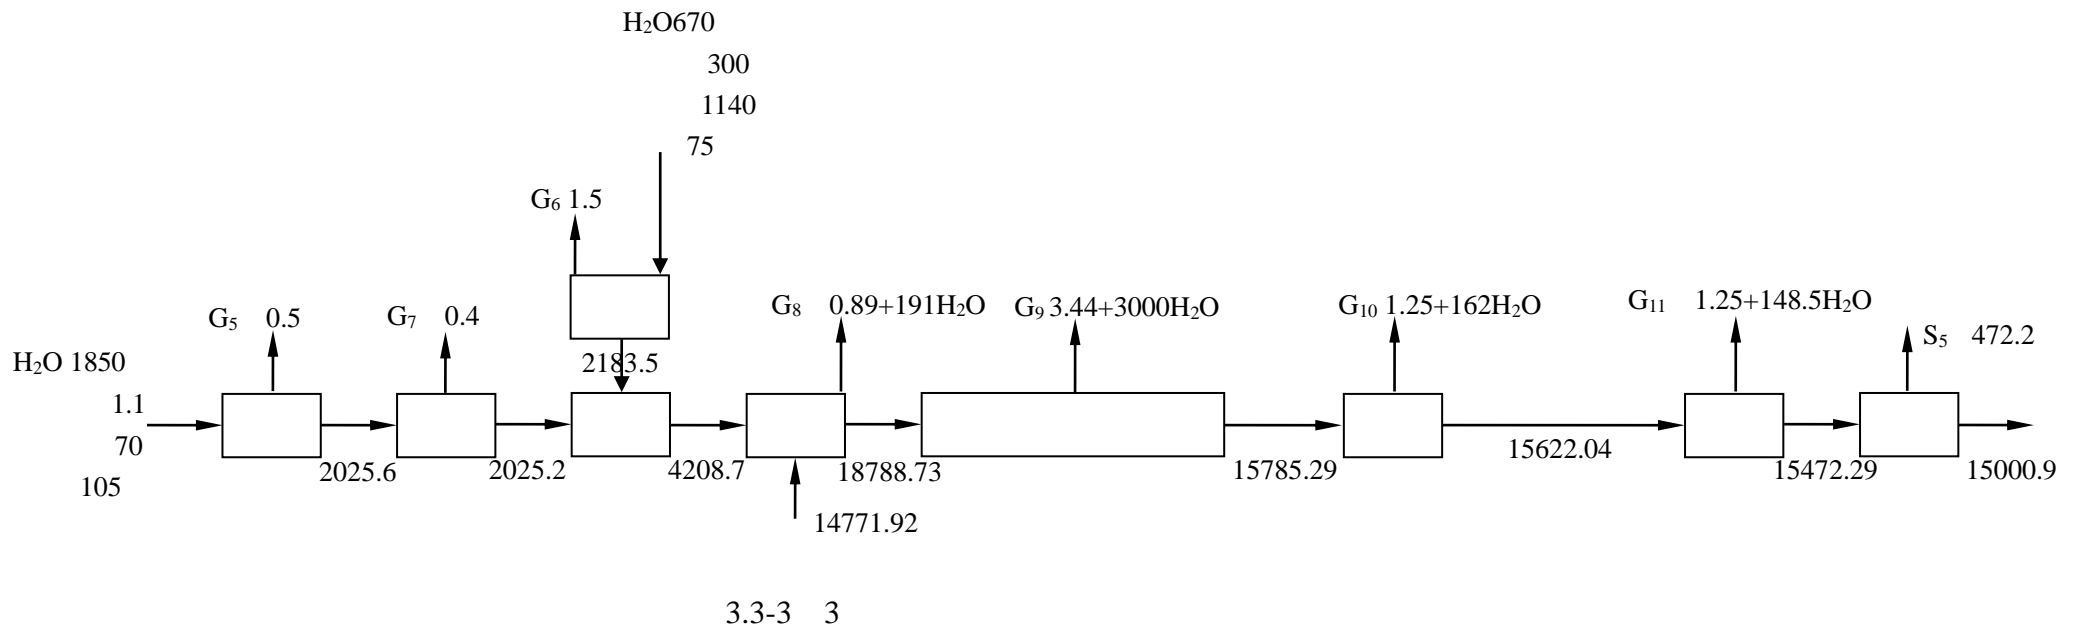 H₂O670
300
1140
75
G₆ 1.5
G₅ 0.5
G₇ 0.4
G₈ 0.89+191H₂O
G₉ 3.44+3000H₂O
G₁₀ 1.25+162H₂O
G₁₁ 1.25+148.5H₂O
S₅ 472.2
H₂O 1850
1.1
70
105
2183.5
2025.6
2025.2
4208.7
18788.73
15785.29
15622.04
15472.29
15000.9
14771.92
3.3-3 3